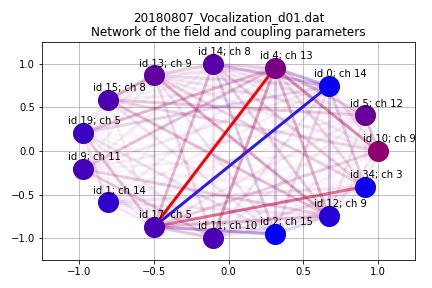 20180807_Vocalization_d01.dat
Network of the field and coupling parameters
id 14; ch 8
id 4; ch 13
id 13; ch 9
id 0; ch 14
id 15; ch 8
id 5; ch 12
id 19; ch 5
id 10; ch 9
id 9; ch 11
id 34; ch 3
id 1; ch 14
id 12; ch 9
id 17; ch 5
id 2; ch 15
id 11; ch 10
1.0
0.5
0.0
−0.5
−1.0
−1.0 −0.5 0.0 0.5 1.0